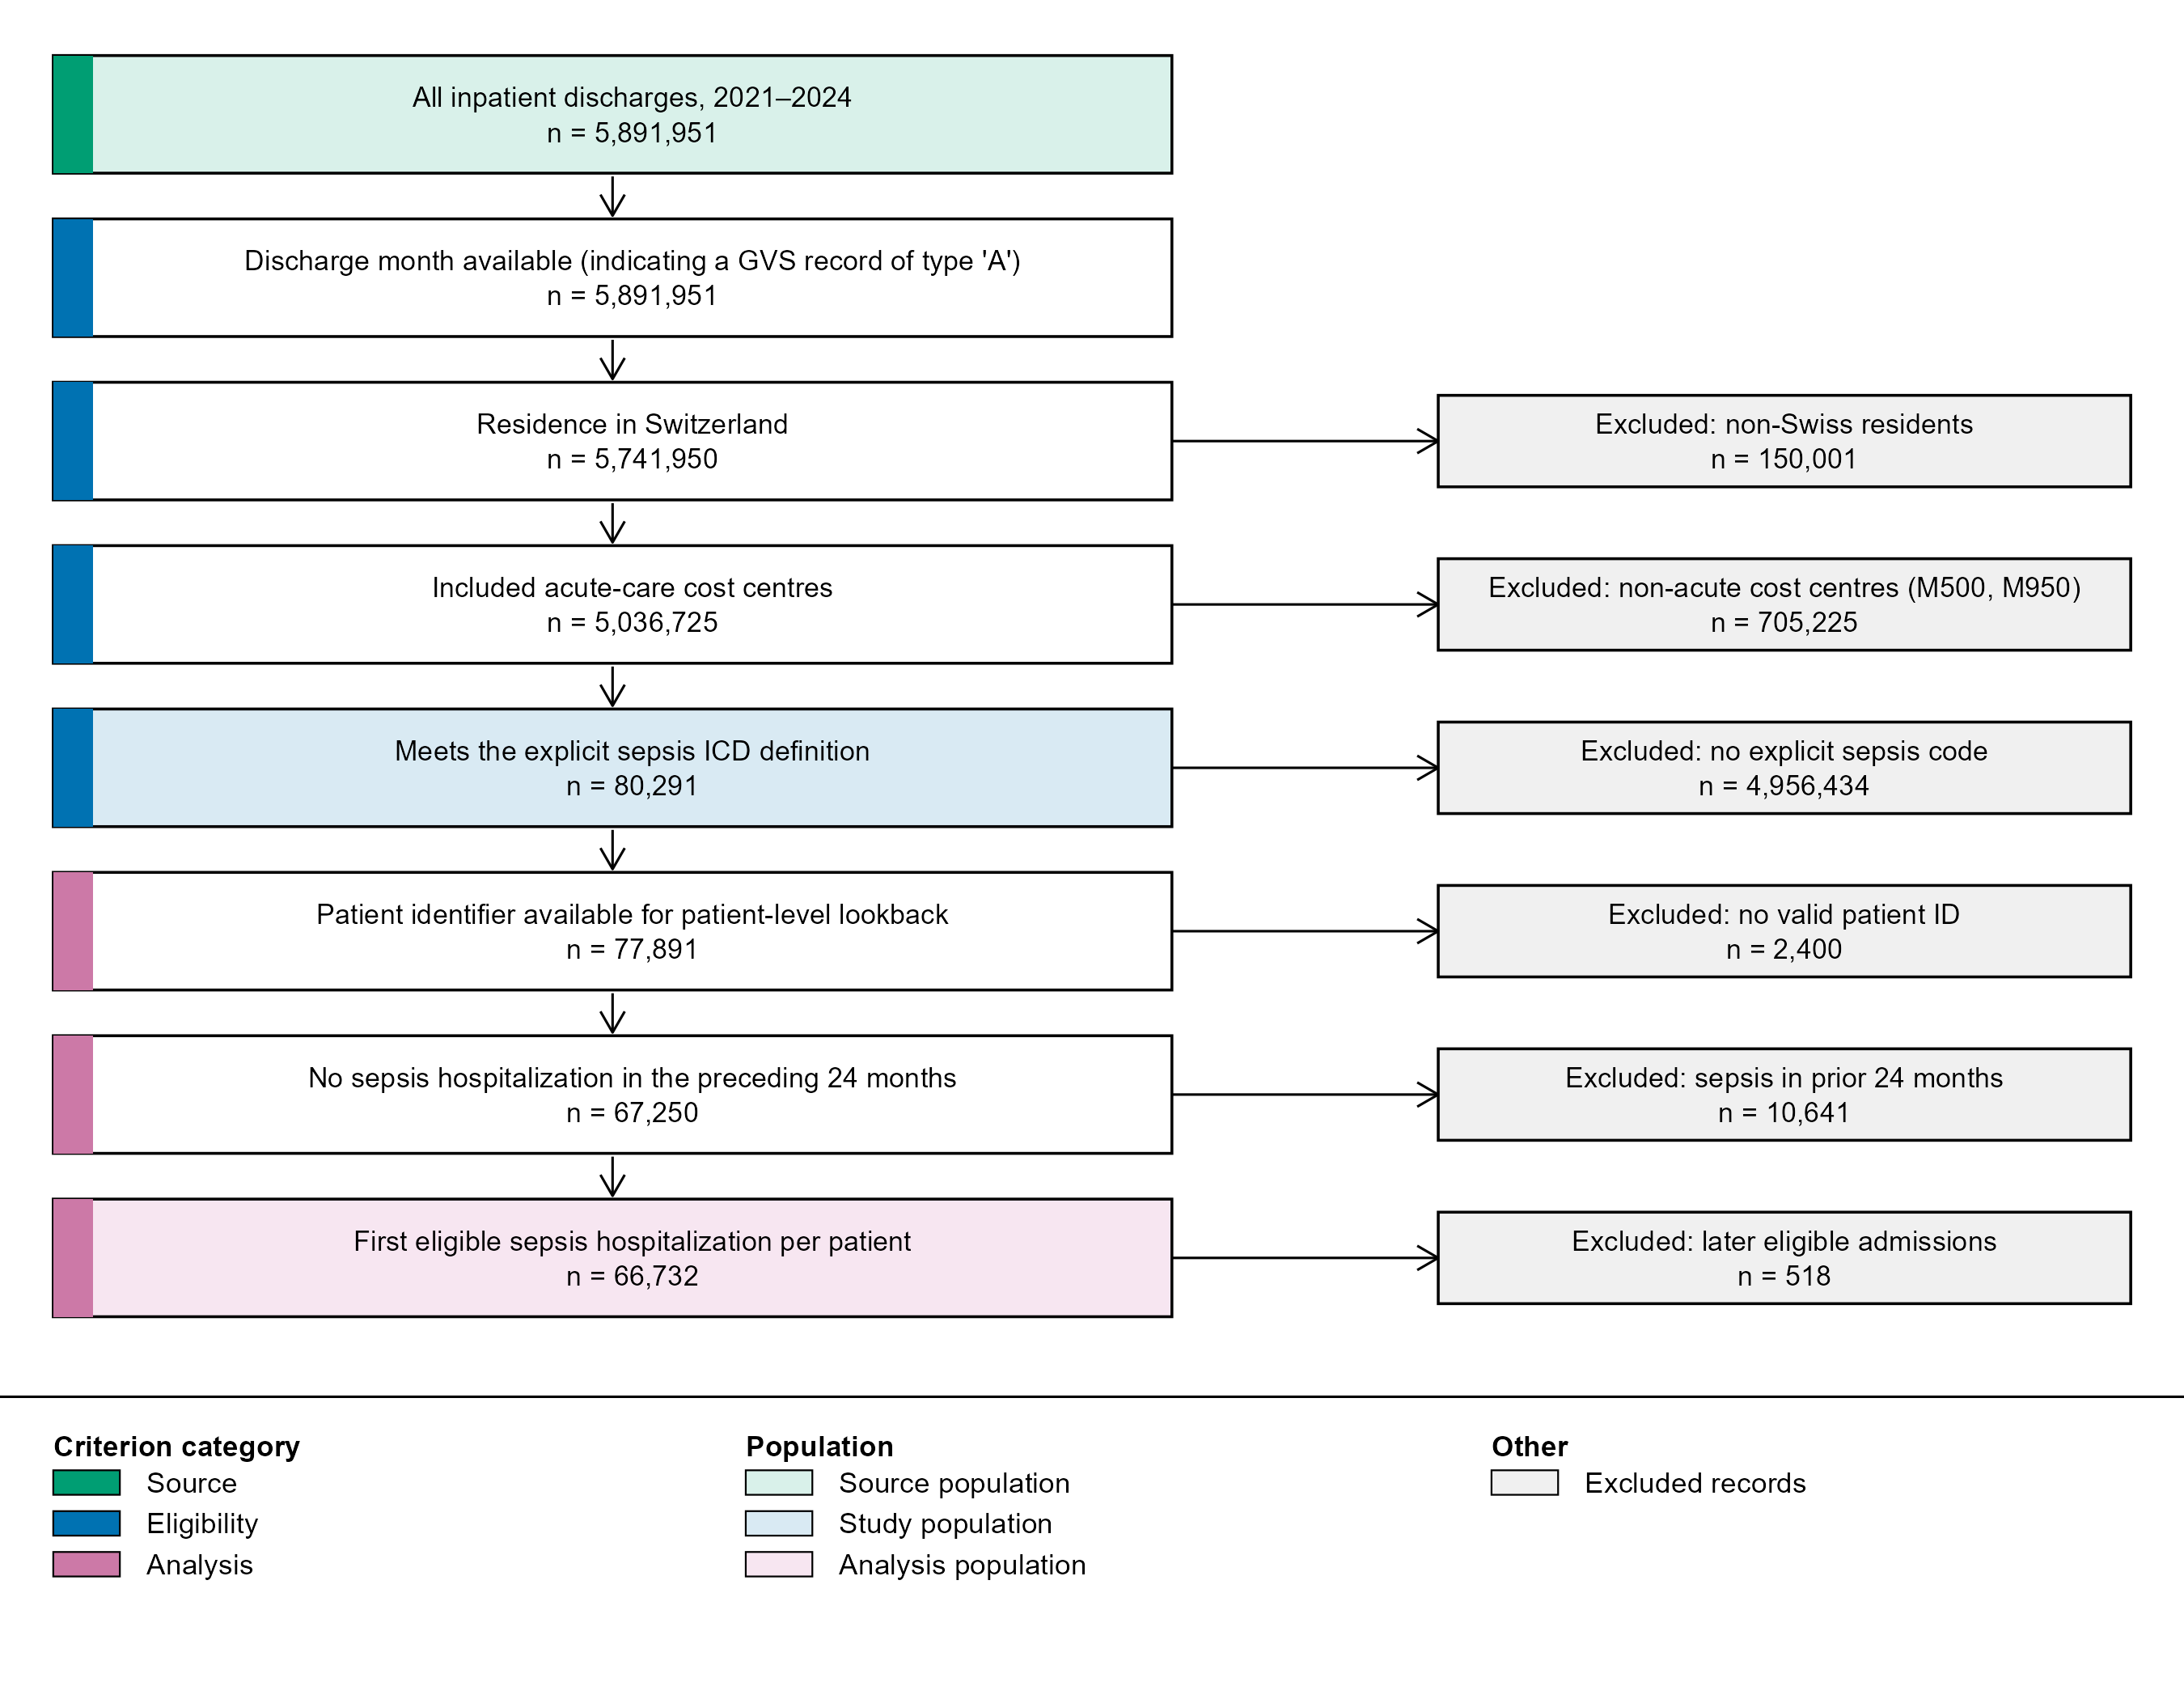 All inpatient discharges, 2021–2024
n = 5,891,951
Discharge month available (indicating a GVS record of type 'A')
n = 5,891,951
Residence in Switzerland
n = 5,741,950
Excluded: non-Swiss residents
n = 150,001
Included acute-care cost centres
n = 5,036,725
Excluded: non-acute cost centres (M500, M950)
n = 705,225
Meets the explicit sepsis ICD definition
n = 80,291
Excluded: no explicit sepsis code
n = 4,956,434
Patient identifier available for patient-level lookback
n = 77,891
Excluded: no valid patient ID
n = 2,400
No sepsis hospitalization in the preceding 24 months
n = 67,250
Excluded: sepsis in prior 24 months
n = 10,641
First eligible sepsis hospitalization per patient
n = 66,732
Excluded: later eligible admissions
n = 518
Criterion category
Source
Eligibility
Analysis
Population
Source population
Study population
Analysis population
Other
Excluded records